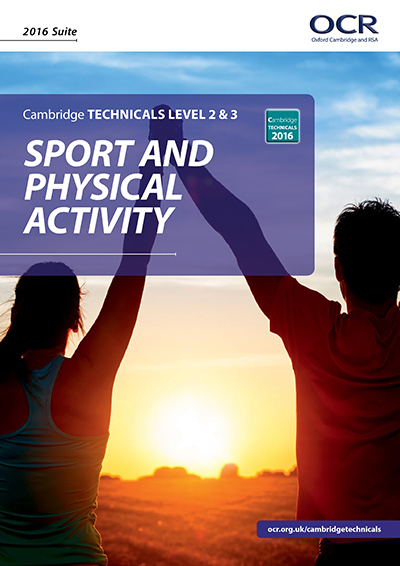 2016 Suite
OCR
Oxford Cambridge and RSA
Cambridge TECHNICALS LEVEL 2 & 3
Cambridge
TECHNICALS
2016
SPORT AND
PHYSICAL
ACTIVITY
ocr.org.uk/cambridgetechnicals